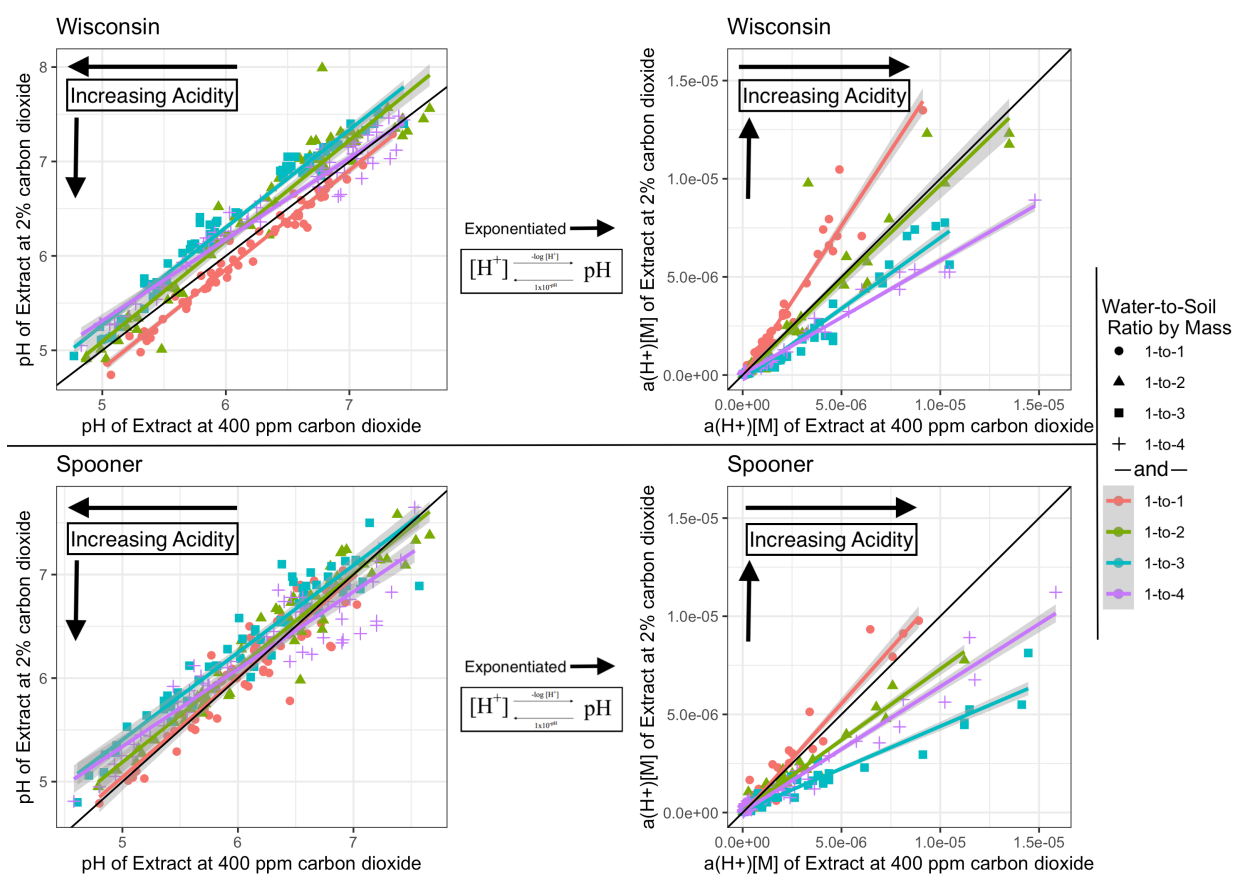 Wisconsin
pH of Extract at 2% carbon dioxide
8
7
6
5
Increasing Acidity
5
6
7
pH of Extract at 400 ppm carbon dioxide
Exponentiated
-log [H+]
[H+]
pH
1x10-pH
Wisconsin
a(H+)[M] of Extract at 2% carbon dioxide
1.5e-05
1.0e-05
5.0e-06
0.0e+00
Increasing Acidity
0.0e+00
5.0e-06
1.0e-05
1.5e-05
a(H+)[M] of Extract at 400 ppm carbon dioxide
Spooner
pH of Extract at 2% carbon dioxide
7
6
5
Increasing Acidity
5
6
7
pH of Extract at 400 ppm carbon dioxide
Exponentiated
-log [H+]
[H+]
pH
1x10-pH
Spooner
a(H+)[M] of Extract at 2% carbon dioxide
1.5e-05
1.0e-05
5.0e-06
0.0e+00
Increasing Acidity
0.0e+00
5.0e-06
1.0e-05
1.5e-05
a(H+)[M] of Extract at 400 ppm carbon dioxide
Water-to-Soil
Ratio by Mass
1-to-1
1-to-2
1-to-3
1-to-4
—and—
1-to-1
1-to-2
1-to-3
1-to-4